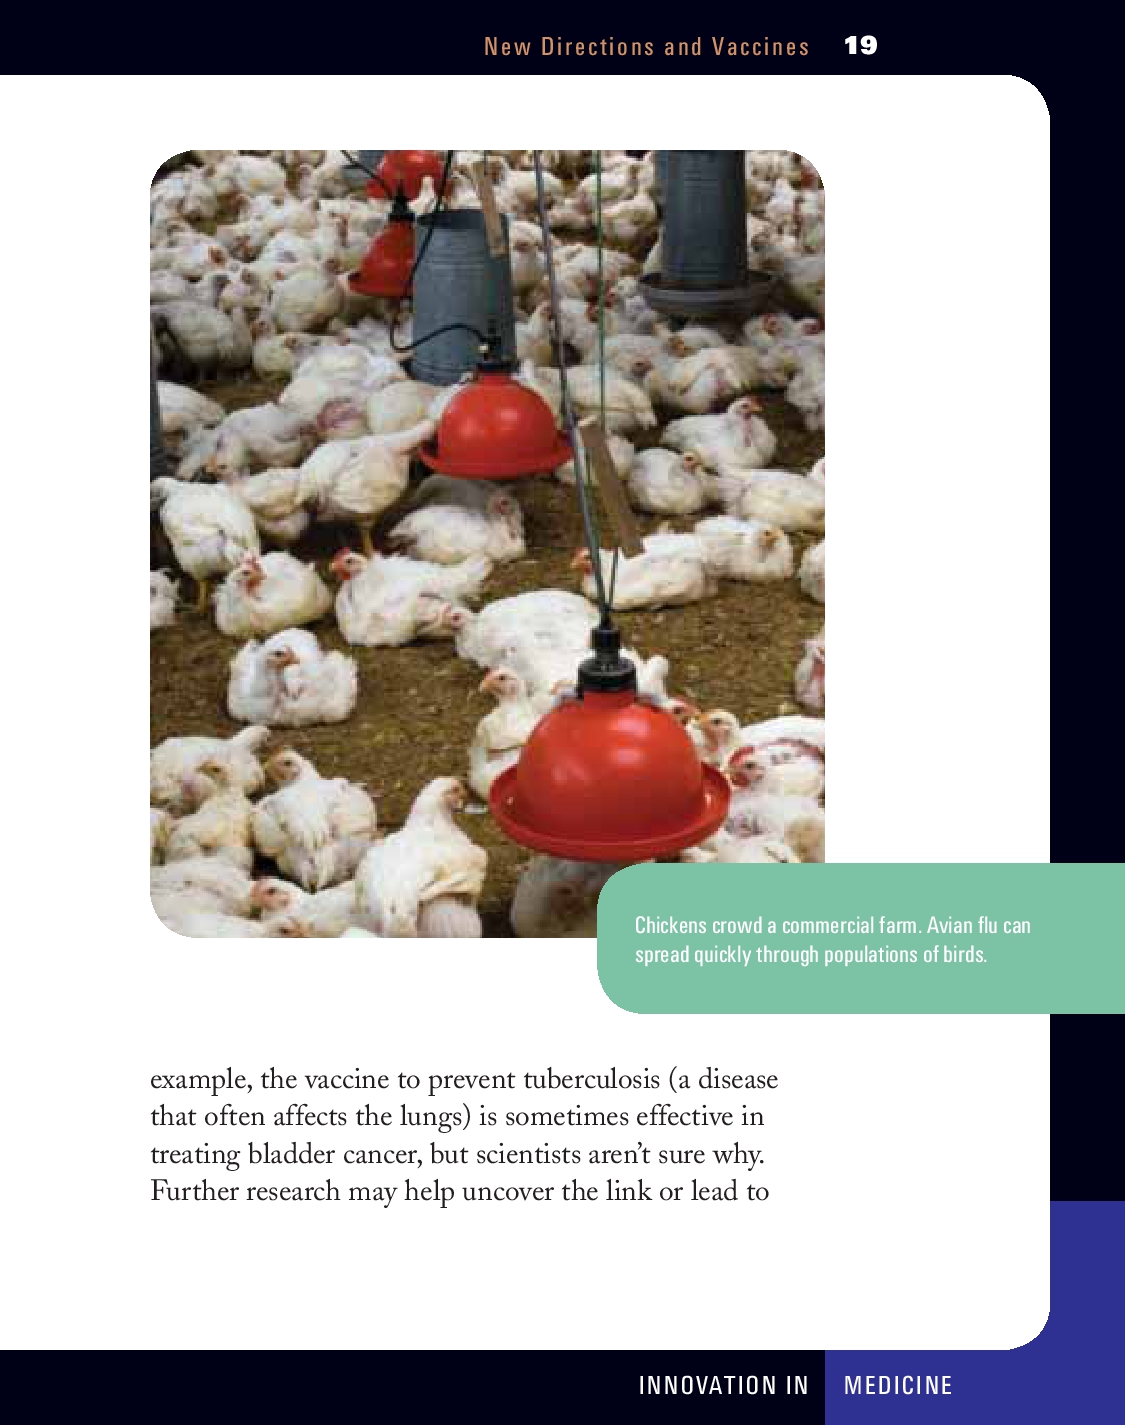 New Directions and Vaccines 19
Chickens crowd a commercial farm. Avian flu can
spread quickly through populations of birds.
example, the vaccine to prevent tuberculosis (a disease
that often affects the lungs) is sometimes effective in
treating bladder cancer, but scientists aren’t sure why.
Further research may help uncover the link or lead to
INNOVATION IN MEDICINE